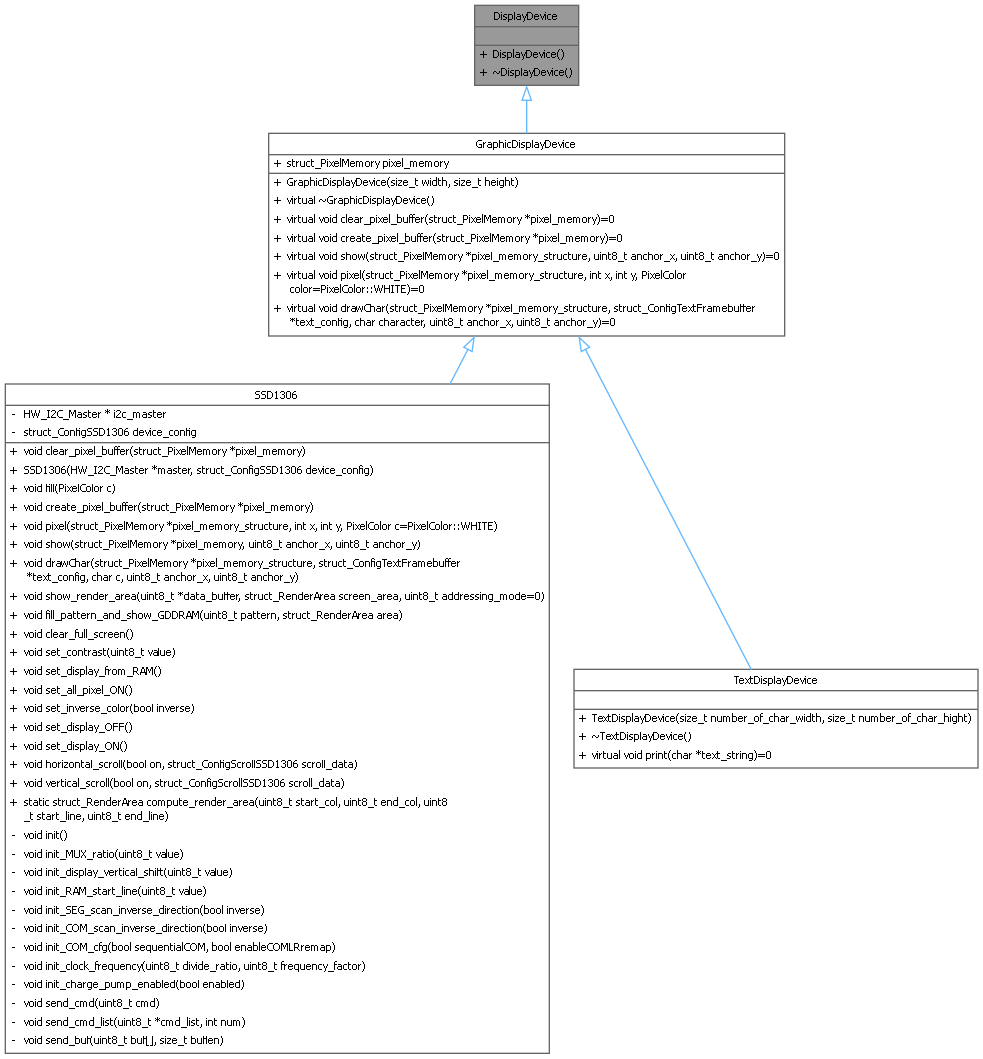 DisplayDevice
+ DisplayDevice()
+ ~DisplayDevice()
GraphicDisplayDevice
+ struct_PixelMemory pixel_memory
+ GraphicDisplayDevice(size_t width, size_t height)
+ virtual ~GraphicDisplayDevice()
+ virtual void clear_pixel_buffer(struct_PixelMemory *pixel_memory)=0
+ virtual void create_pixel_buffer(struct_PixelMemory *pixel_memory)=0
+ virtual void show(struct_PixelMemory *pixel_memory_structure, uint8_t anchor_x, uint8_t anchor_y)=0
+ virtual void pixel(struct_PixelMemory *pixel_memory_structure, int x, int y, PixelColor
color=PixelColor::WHITE)=0
+ virtual void drawChar(struct_PixelMemory *pixel_memory_structure, struct_ConfigTextFramebuffer
*text_config, char character, uint8_t anchor_x, uint8_t anchor_y)=0
SSD1306
- HW_I2C_Master * i2c_master
- struct_ConfigSSD1306 device_config
+ void clear_pixel_buffer(struct_PixelMemory *pixel_memory)
+ SSD1306(HW_I2C_Master *master, struct_ConfigSSD1306 device_config)
+ void fill(PixelColor c)
+ void create_pixel_buffer(struct_PixelMemory *pixel_memory)
+ void pixel(struct_PixelMemory *pixel_memory_structure, int x, int y, PixelColor c=PixelColor::WHITE)
+ void show(struct_PixelMemory *pixel_memory, uint8_t anchor_x, uint8_t anchor_y)
+ void drawChar(struct_PixelMemory *pixel_memory_structure, struct_ConfigTextFramebuffer
*text_config, char c, uint8_t anchor_x, uint8_t anchor_y)
+ void show_render_area(uint8_t *data_buffer, struct_RenderArea screen_area, uint8_t addressing_mode=0)
+ void fill_pattern_and_show_GDDRAM(uint8_t pattern, struct_RenderArea area)
+ void clear_full_screen()
+ void set_contrast(uint8_t value)
+ void set_display_from_RAM()
+ void set_all_pixel_ON()
+ void set_inverse_color(bool inverse)
+ void set_display_OFF()
+ void set_display_ON()
+ void horizontal_scroll(bool on, struct_ConfigScrollSSD1306 scroll_data)
+ void vertical_scroll(bool on, struct_ConfigScrollSSD1306 scroll_data)
+ static struct_RenderArea compute_render_area(uint8_t start_col, uint8_t end_col, uint8
_t start_line, uint8_t end_line)
- void init()
- void init_MUX_ratio(uint8_t value)
- void init_display_vertical_shift(uint8_t value)
- void init_RAM_start_line(uint8_t value)
- void init_SEG_scan_inverse_direction(bool inverse)
- void init_COM_scan_inverse_direction(bool inverse)
- void init_COM_cfg(bool sequentialCOM, bool enableCOMLRremap)
- void init_clock_frequency(uint8_t divide_ratio, uint8_t frequency_factor)
- void init_charge_pump_enabled(bool enabled)
- void send_cmd(uint8_t cmd)
- void send_cmd_list(uint8_t *cmd_list, int num)
- void send_buf(uint8_t buf[], size_t buflen)
TextDisplayDevice
+ TextDisplayDevice(size_t number_of_char_width, size_t number_of_char_hight)
+ ~TextDisplayDevice()
+ virtual void print(char *text_string)=0